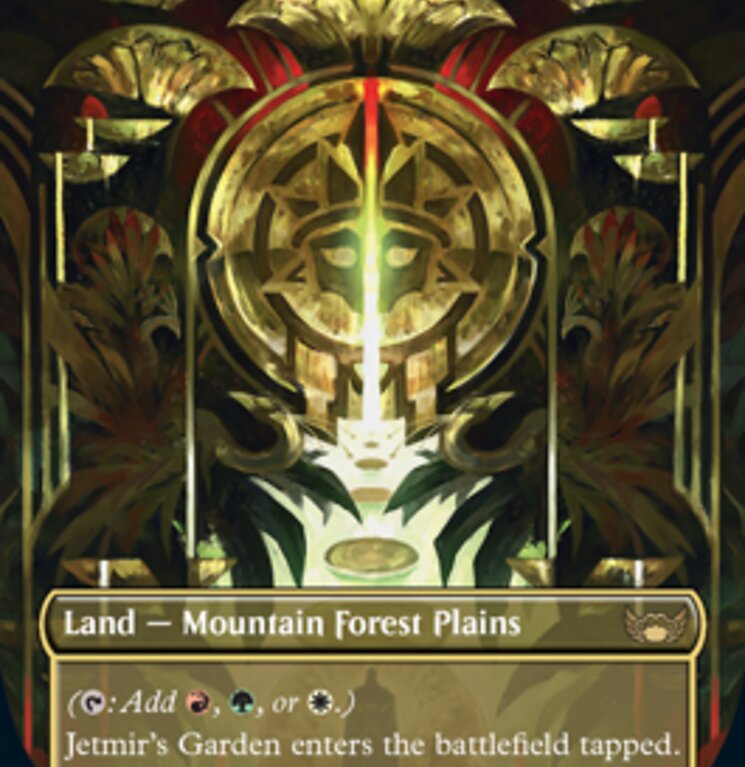 Land — Mountain Forest Plains
(: Add , , or .)
Jetmir's Garden enters the battlefield tapped.